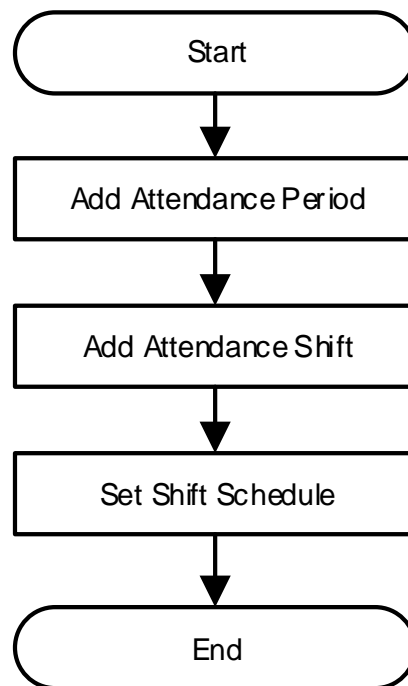 Start
Add Attendance Period
Add Attendance Shift
Set Shift Schedule
End